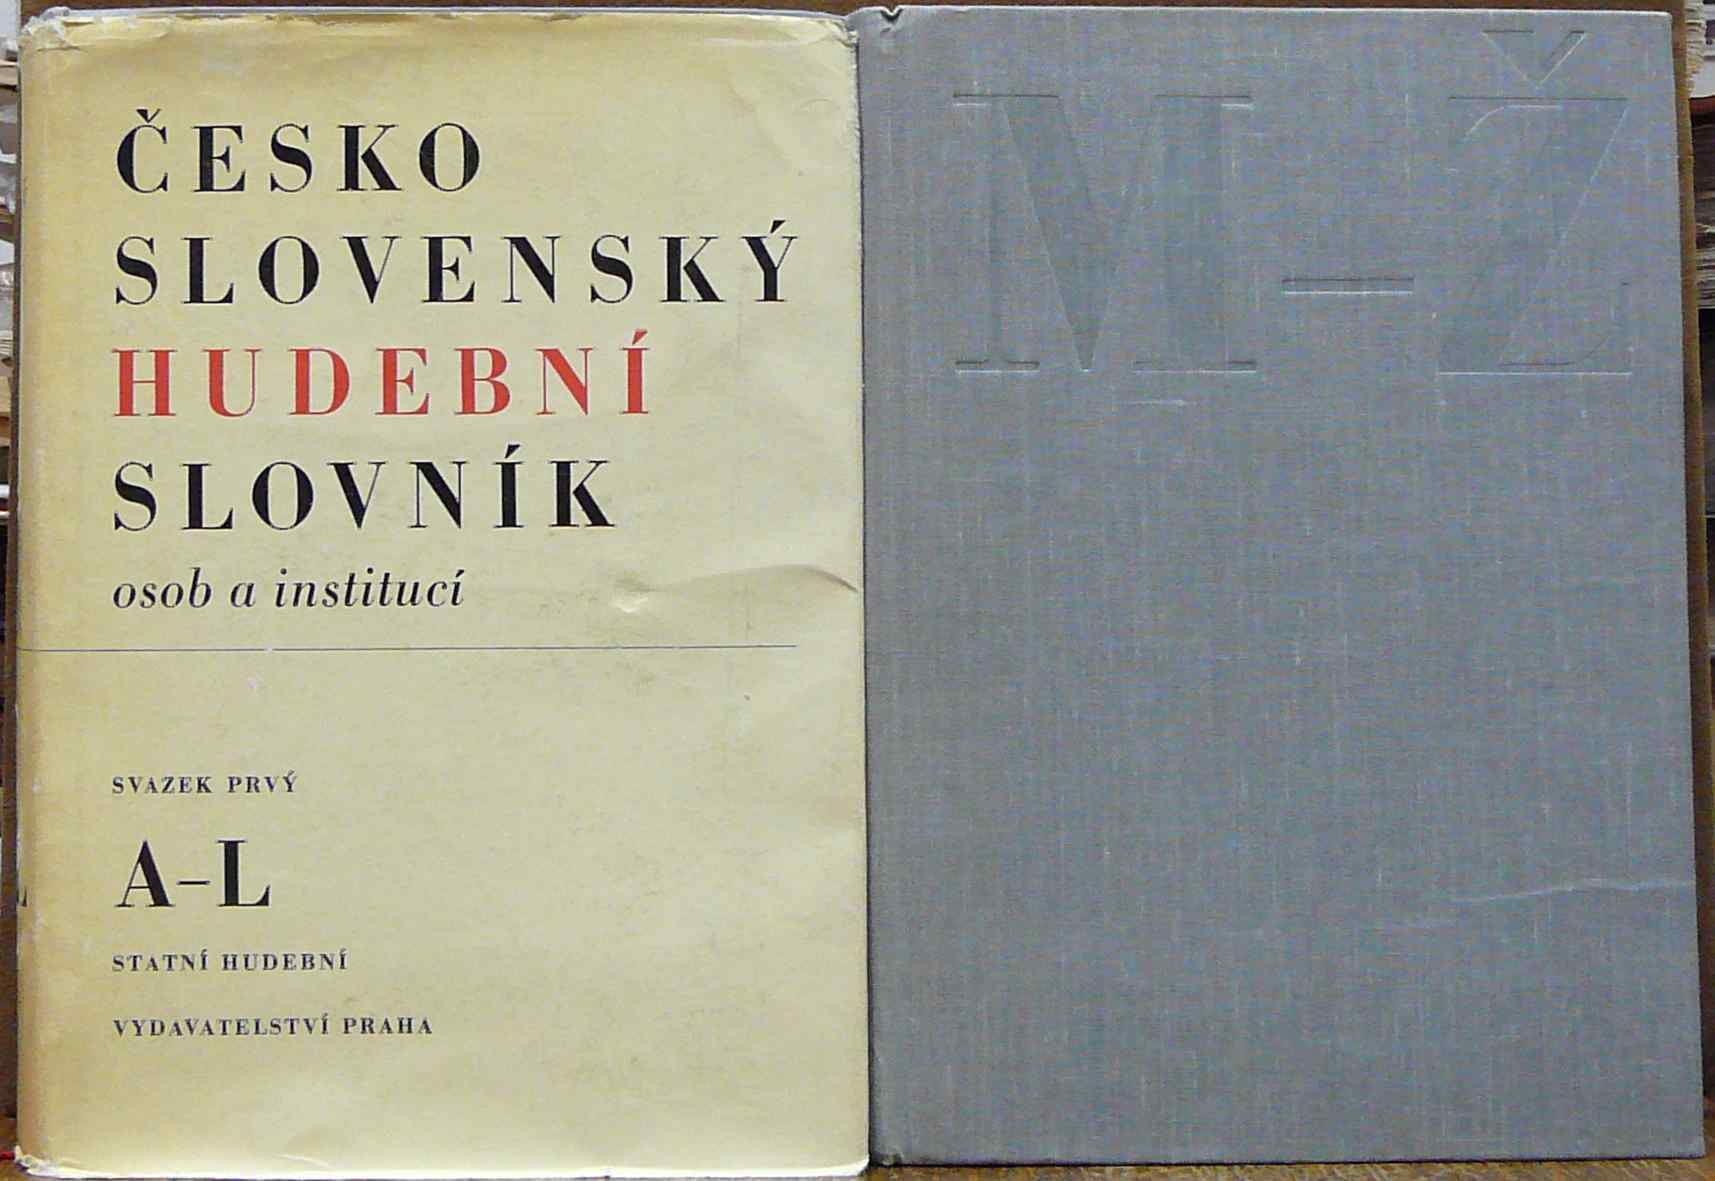 ČESKO
SLOVENSKÝ
HUDEBNÍ
SLOVNÍK
osob a institucí
SVAZEK PRVÝ
A–L
STATNÍ HUDEBNÍ
VYDAVATELSTVÍ PRAHA
M–Ž